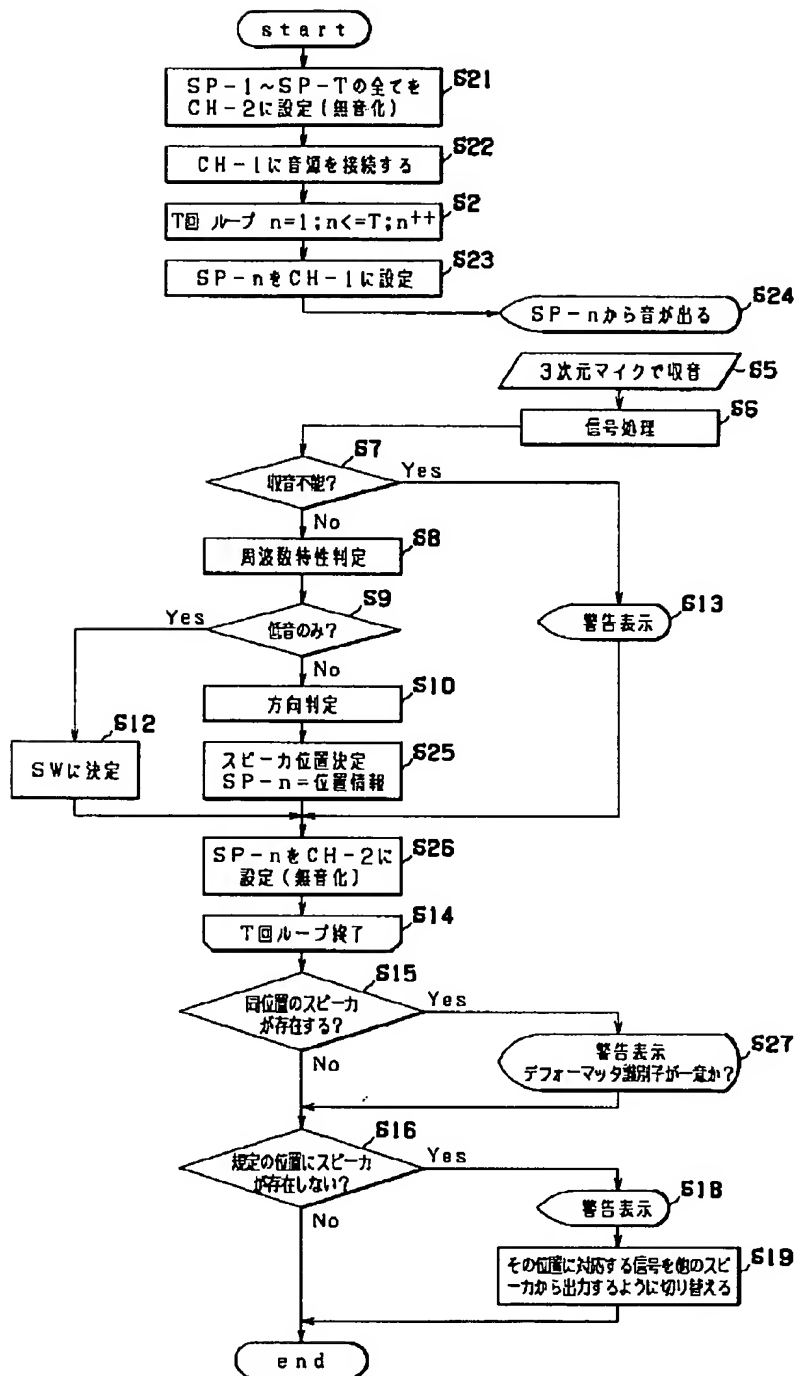 start
SP-1～SP-Tの全てを
CH-2に設定(無音化)
S21
CH-1に音源を接続する
S22
T回 ループ n=1;n<=T;n++
S2
SP-nをCH-1に設定
S23
SP-nから音が出る
S24
3次元マイクで収音
S5
信号処理
S6
収音不能?
S7
Yes
No
周波数特性判定
S8
低音のみ?
S9
Yes
No
警告表示
S13
方向判定
S10
SWに決定
S12
スピーカ位置決定
SP-n=位置情報
S25
SP-nをCH-2に
設定(無音化)
S26
T回ループ終了
S14
同位置のスピーカ
が存在する?
S15
Yes
No
警告表示
デフォーマッタ識別子が一意か?
S27
規定の位置にスピーカ
が存在しない?
S16
Yes
No
警告表示
S18
その位置に対応する信号を他のスピ
ーカから出力するように切り替える
S19
end